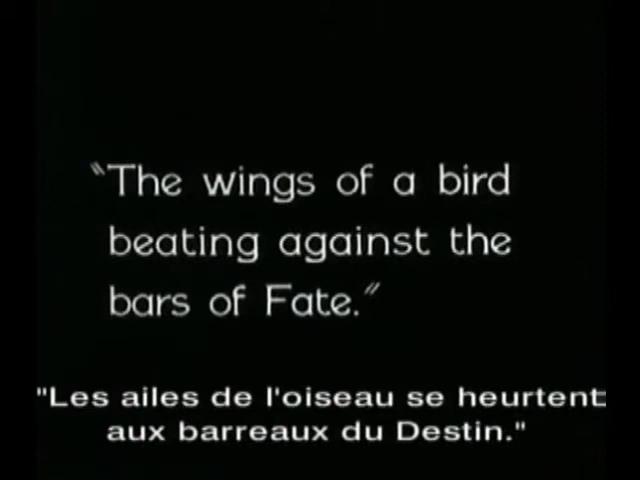 "The wings of a bird
beating against the
bars of Fate."
"Les ailes de l'oiseau se heurtent
aux barreaux du Destin."